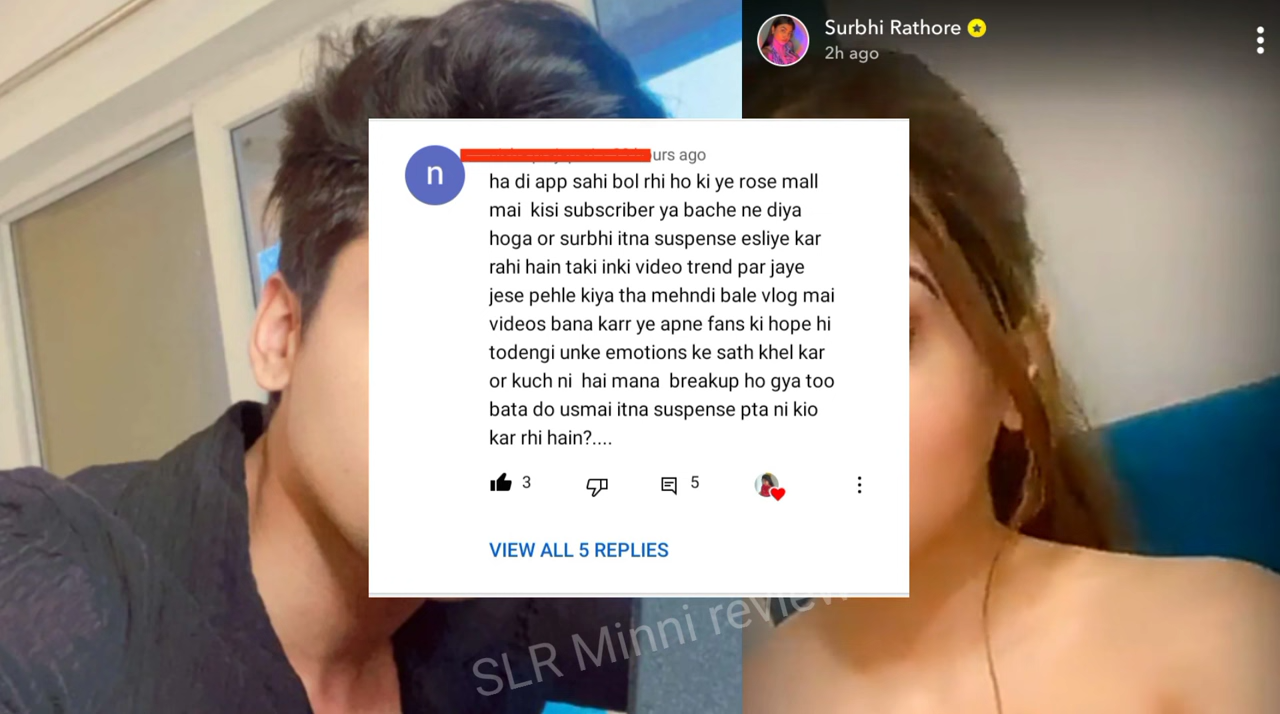 Surbhi Rathore
2h ago
n
urs ago
ha di app sahi bol rhi ho ki ye rose mall
mai kisi subscriber ya bache ne diya
hoga or surbhi itna suspense esliye kar
rahi hain taki inki video trend par jaye
jese pehle kiya tha mehndi bale vlog mai
videos bana karr ye apne fans ki hope hi
todengi unke emotions ke sath khel kar
or kuch ni hai mana breakup ho gya too
bata do usmai itna suspense pta ni kio
kar rhi hain?....
3
5
VIEW ALL 5 REPLIES
SLR Minni review